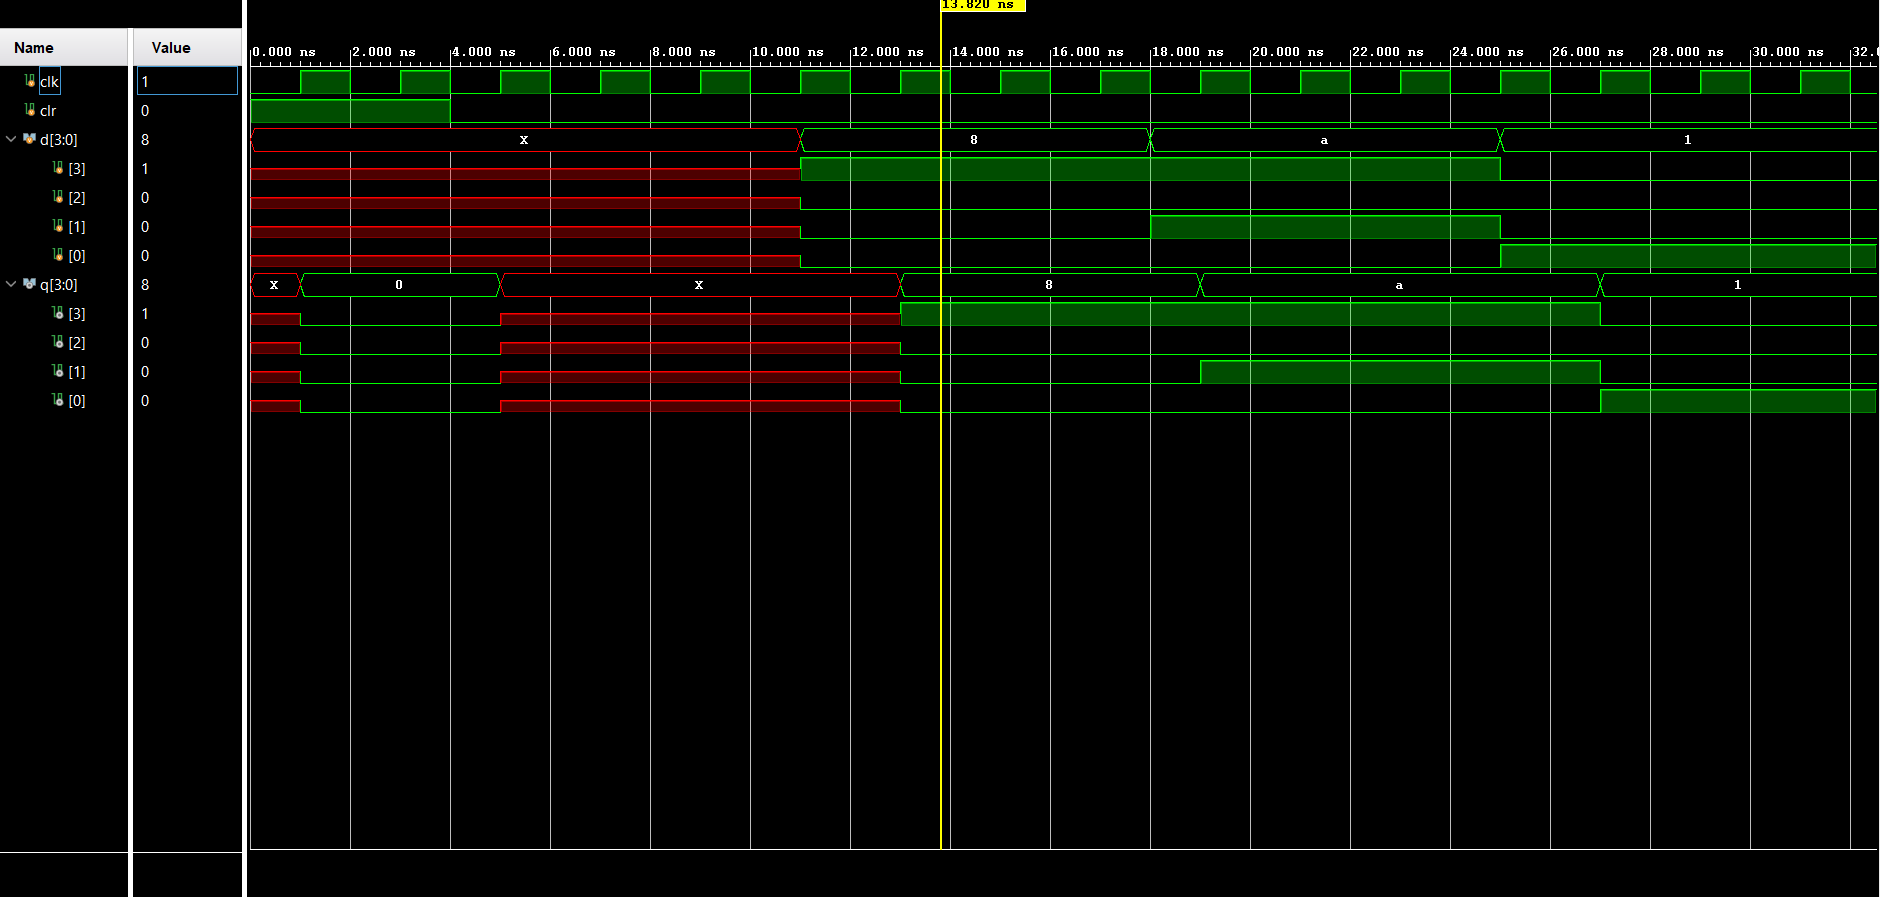 13.820 ns
Name Value
0.000 ns 2.000 ns 4.000 ns 6.000 ns 8.000 ns 10.000 ns 12.000 ns 14.000 ns 16.000 ns 18.000 ns 20.000 ns 22.000 ns 24.000 ns 26.000 ns 28.000 ns 30.000 ns 32.0
clk 1
clr 0
d[3:0] 8 X 8 a 1
[3] 1
[2] 0
[1] 0
[0] 0
q[3:0] 8 X 0 X 8 a 1
[3] 1
[2] 0
[1] 0
[0] 0